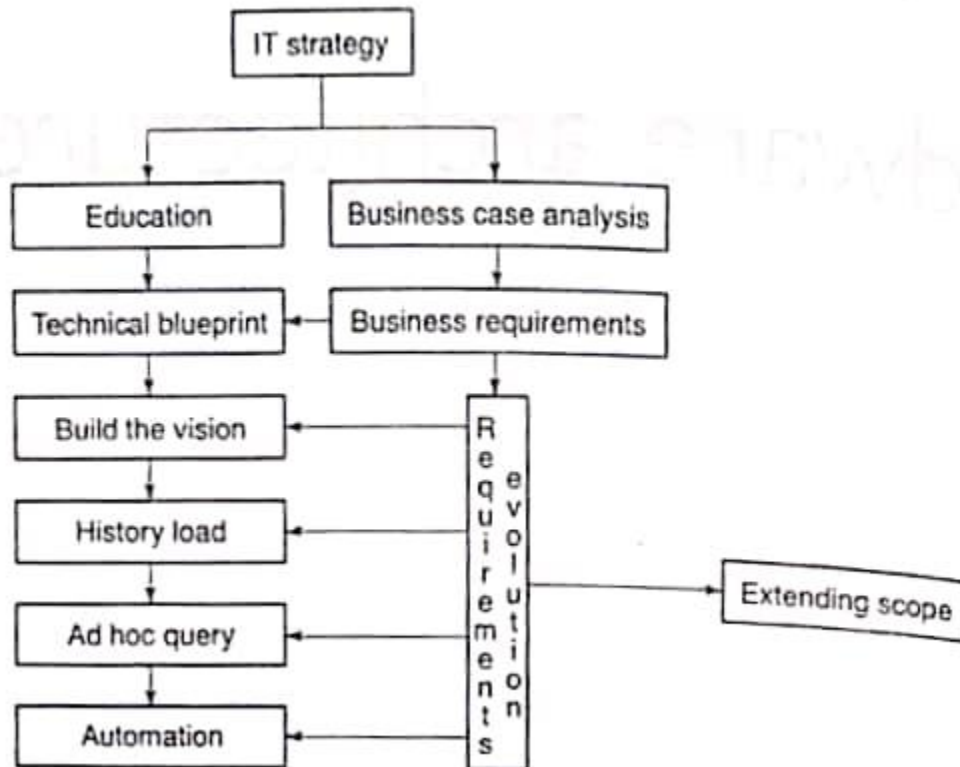 IT strategy
Education
Business case analysis
Technical blueprint
Business requirements
Build the vision
History load
Ad hoc query
Automation
Requirements
evolution
Extending scope